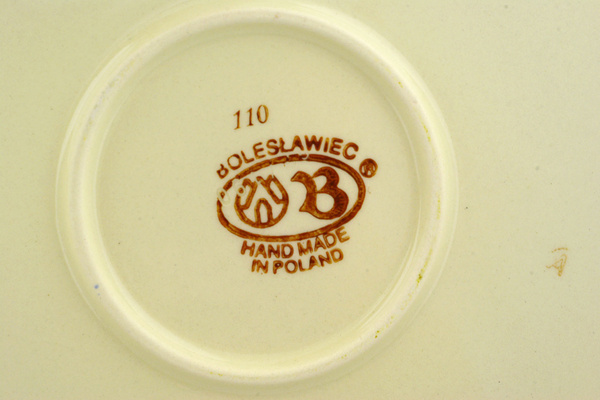 110
BOLESŁAWIEC ®
B
HAND MADE
IN POLAND